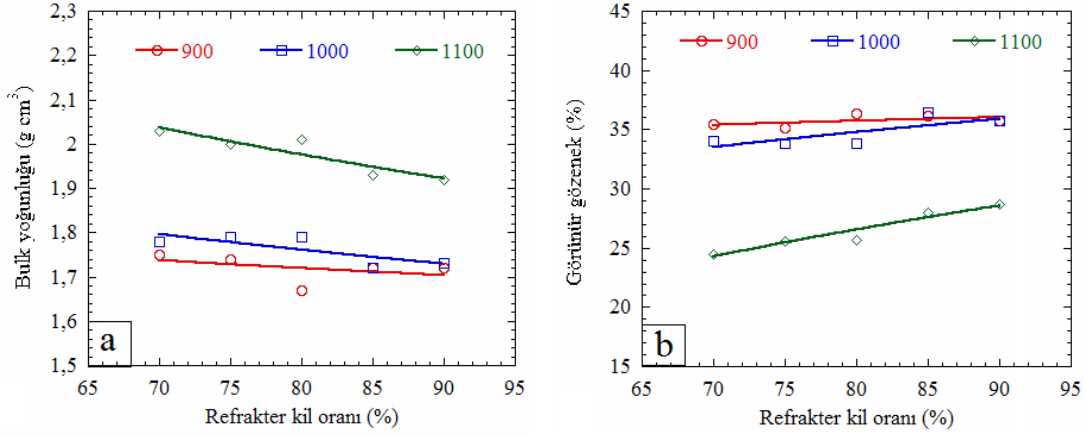 2,3
2,2
2,1
2
1,9
1,8
1,7
1,6
1,5
900 1000 1100
Bulk yoğunluğu (g cm³)
a
65 70 75 80 85 90 95
Refrakter kil oranı (%)
45
40
35
30
25
20
15
900 1000 1100
Görünür gözenek (%)
b
65 70 75 80 85 90 95
Refrakter kil oranı (%)